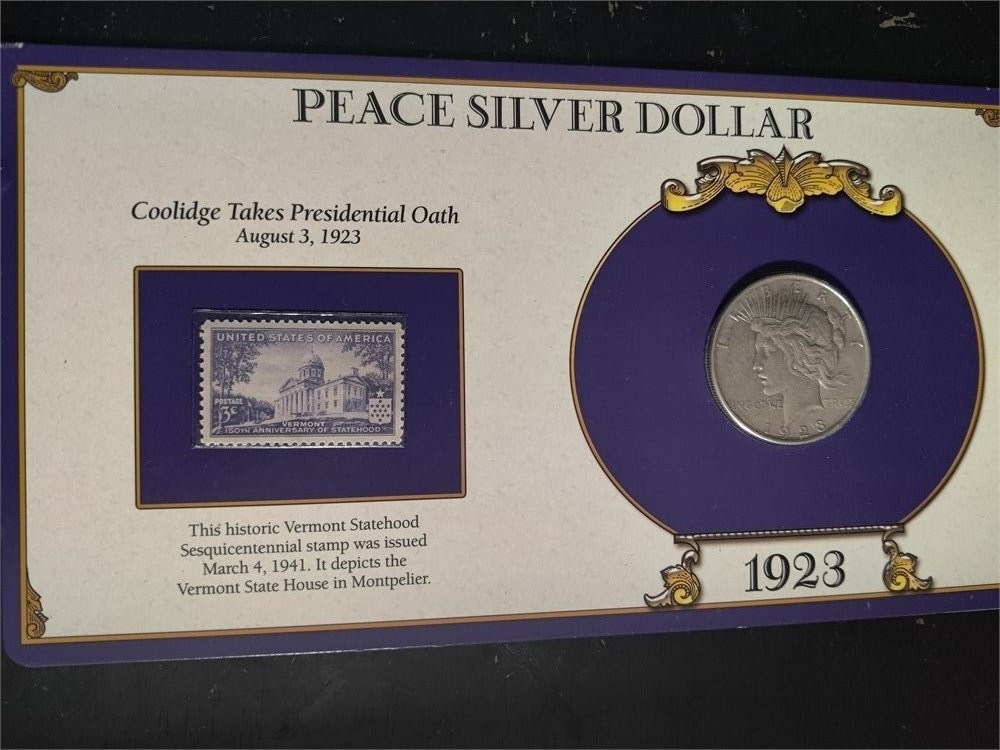 PEACE SILVER DOLLAR
Coolidge Takes Presidential Oath
August 3, 1923
UNITED STATES OF AMERICA
POSTAGE
3¢
VERMONT
150TH ANNIVERSARY OF STATEHOOD
This historic Vermont Statehood
Sesquicentennial stamp was issued
March 4, 1941. It depicts the
Vermont State House in Montpelier.
LIBERTY
IN GOD WE TRVST
1923
1923